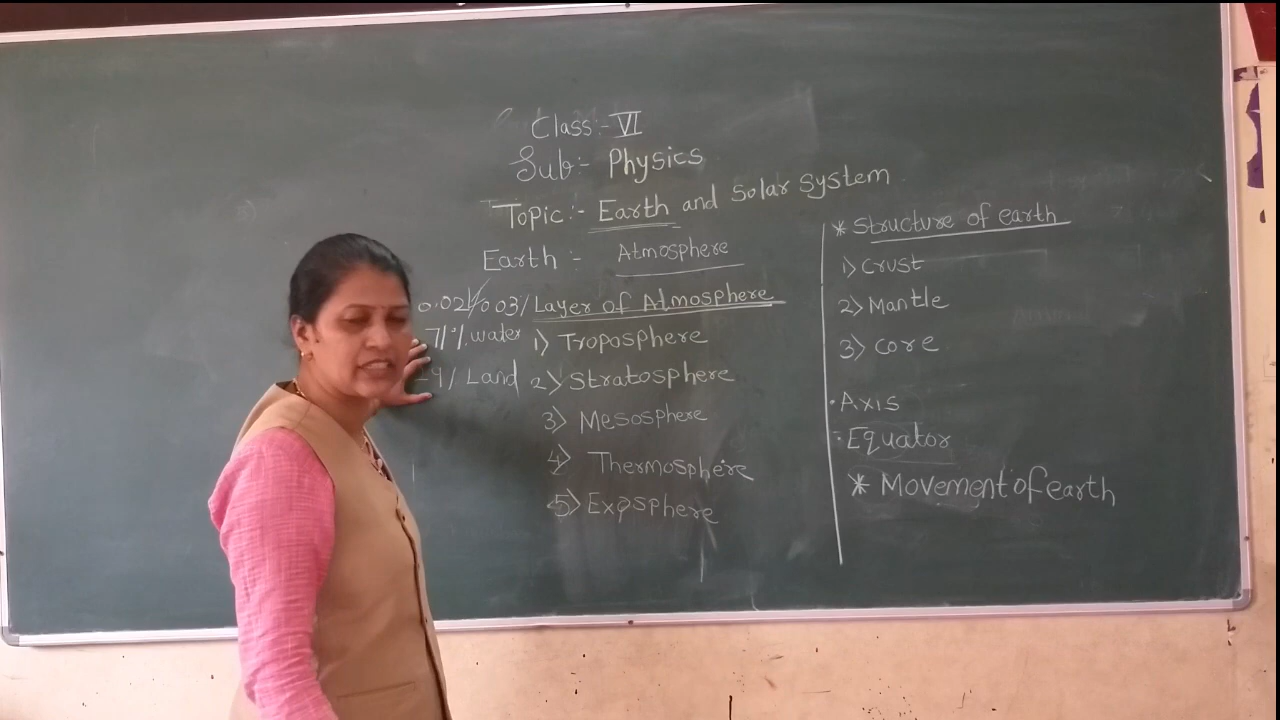 Class:- VI
Sub:- Physics
Topic:- Earth and Solar System
Earth:- Atmosphere
Layer of Atmosphere
71% water
Land
1) Troposphere
2) Stratosphere
3) Mesosphere
4) Thermosphere
5) Exosphere
* Structure of earth
1) Crust
2) Mantle
3) Core
. Axis
. Equator
* Movement of earth